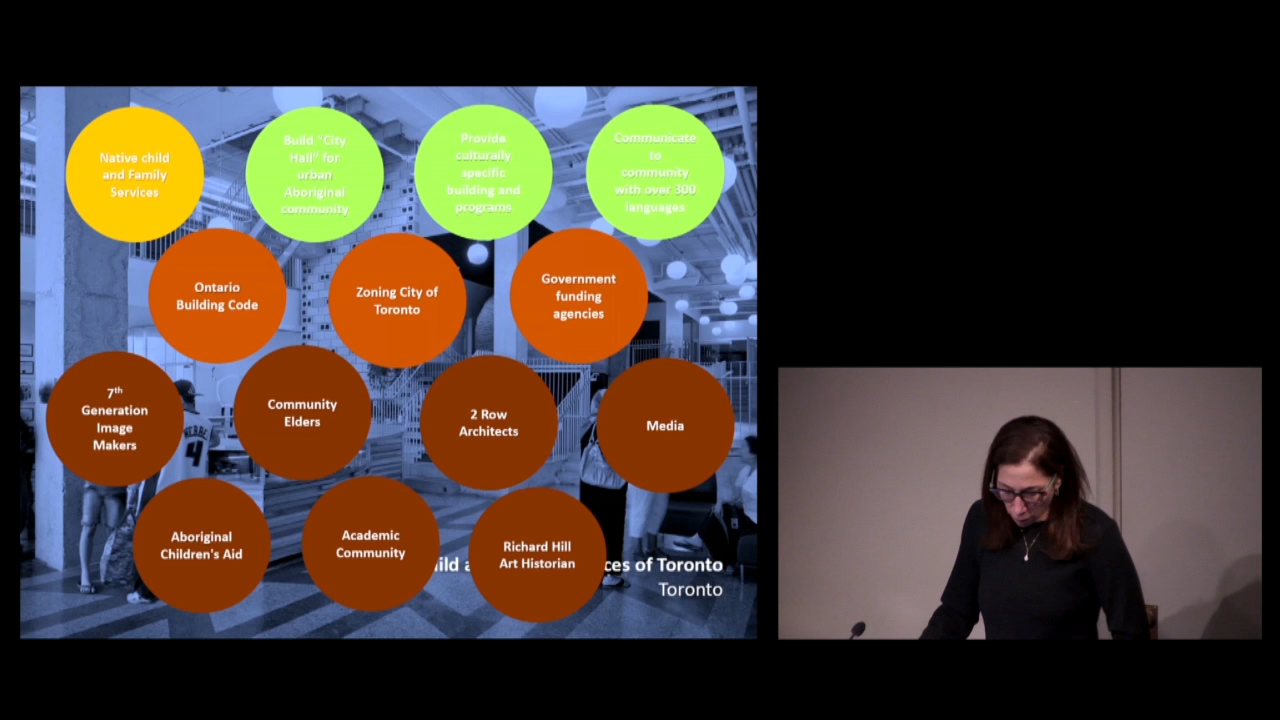 Native child
and Family
Services
Build "City
Hall" for
urban
Aboriginal
community
Provide
culturally
specific
building and
programs
Communicate
to
community
with over 300
languages
Ontario
Building Code
Zoning City of
Toronto
Government
funding
agencies
7th
Generation
Image
Makers
Community
Elders
2 Row
Architects
Media
4
Aboriginal
Children's Aid
Academic
Community
Richard Hill
Art Historian
of Toronto
Toronto